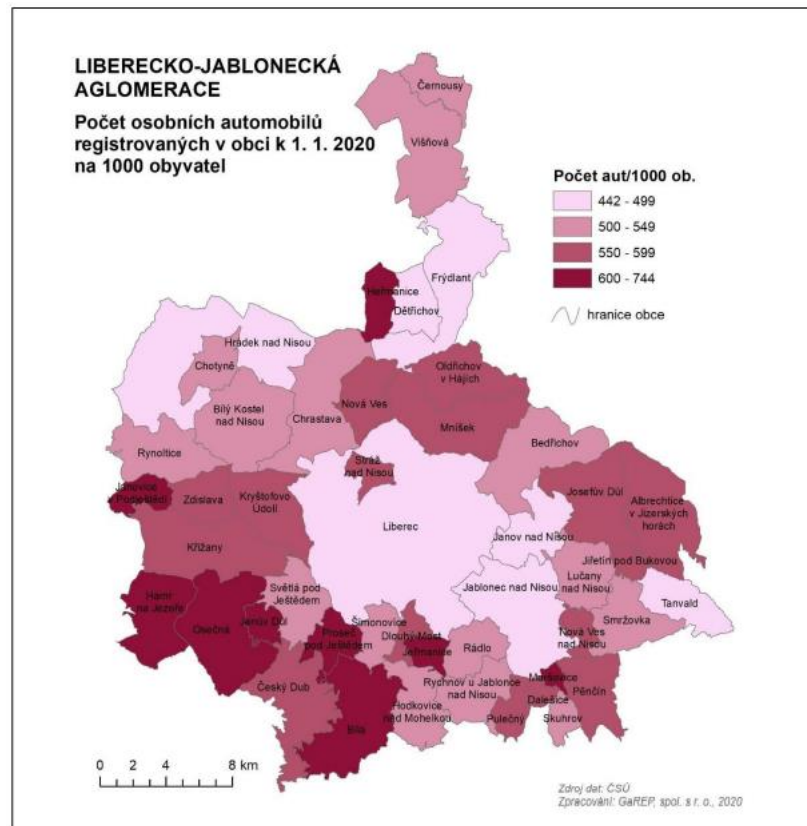 LIBERECKO-JABLONECKÁ
AGLOMERACE
Počet osobních automobilů
registrovaných v obci k 1. 1. 2020
na 1000 obyvatel
Černousy
Višňová
Počet aut/1000 ob.
442 - 499
500 - 549
550 - 599
600 - 744
hranice obce
Frýdlant
Heřmanice
Dětřichov
Hrádek nad Nisou
Chotyně
Oldřichov
v Hájích
Nová Ves
Bílý Kostel
nad Nisou
Chrastava
Mníšek
Bedřichov
Rynoltice
Stráž
nad Nisou
Janovice
v Podještědí
Zdislava
Kryštofovo
Údolí
Josefův Důl
Albrechtice
v Jizerských
horách
Liberec
Janov nad Nisou
Křižany
Jiřetín pod Bukovou
Lučany
nad Nisou
Jablonec nad Nisou
Světlá pod
Ještědem
Hamr
na Jezeře
Tanvald
Smržovka
Osečná
Janův Důl
Proseč
pod Ještědem
Šimonovice
Dlouhý Most
Jeřmanice
Rádlo
Nová Ves
nad Nisou
Maršovice
Rychnov u Jablonce
nad Nisou
Pěnčín
Český Dub
Hodkovice
nad Mohelkou
Dalešice
Pulečný
Skuhrov
Bílá
0 2 4 8 km
Zdroj dat: ČSÚ
Zpracování: GaREP, spol. s r. o., 2020